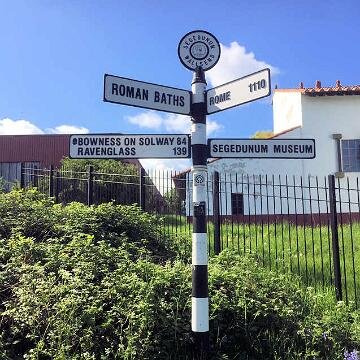 SEGEDUNUM
WALLSEND
ROMAN BATHS
ROME 1110
BOWNESS ON SOLWAY 84
RAVENGLASS 139
SEGEDUNUM MUSEUM